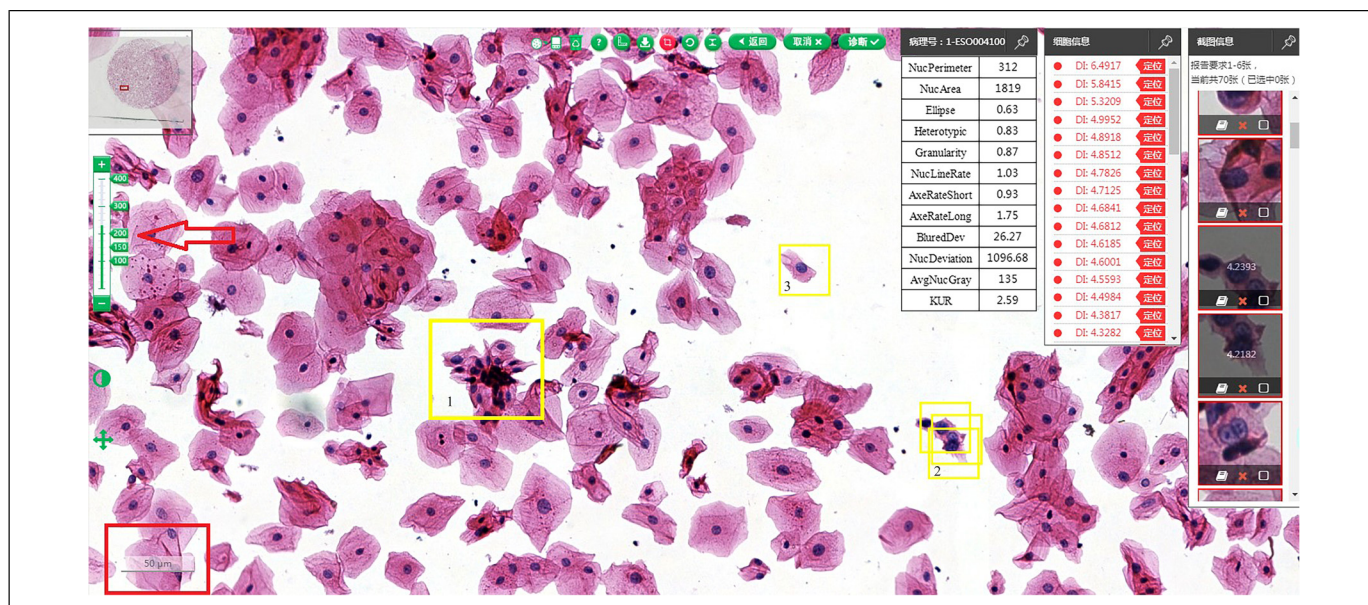 ? 返回 取消 × 诊断 ✓
病理号：1-ESO004100
NucPerimeter 312
NucArea 1819
Ellipse 0.63
Heterotypic 0.83
Granularity 0.87
NucLineRate 1.03
AxeRateShort 0.93
AxeRateLong 1.75
BluredDev 26.27
NucDeviation 1096.68
AvgNucGray 135
KUR 2.59
细胞信息
DI: 6.4917 定位
DI: 5.8415 定位
DI: 5.3209 定位
DI: 4.9952 定位
DI: 4.8918 定位
DI: 4.8512 定位
DI: 4.7826 定位
DI: 4.7125 定位
DI: 4.6841 定位
DI: 4.6812 定位
DI: 4.6185 定位
DI: 4.6001 定位
DI: 4.5593 定位
DI: 4.4984 定位
DI: 4.3817 定位
DI: 4.3282 定位
截图信息
报告要求1-6张，
当前共70张（已选中0张）
4.2393
4.2182
+
400
300
200
150
100
−
3
1
2
50 μm